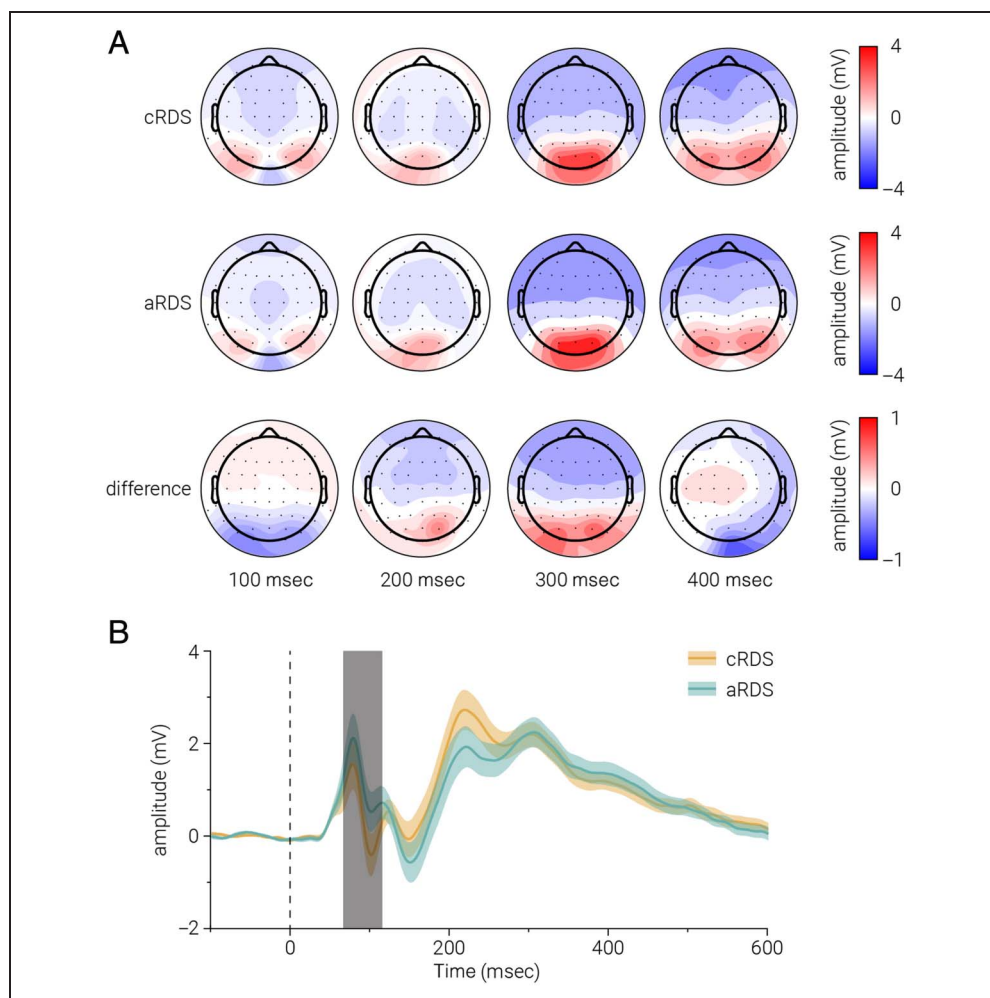 A
cRDS
4
0
−4
amplitude (mV)
aRDS
4
0
−4
amplitude (mV)
difference
1
0
−1
amplitude (mV)
100 msec
200 msec
300 msec
400 msec
B
4
2
0
−2
amplitude (mV)
cRDS
aRDS
0
200
400
600
Time (msec)